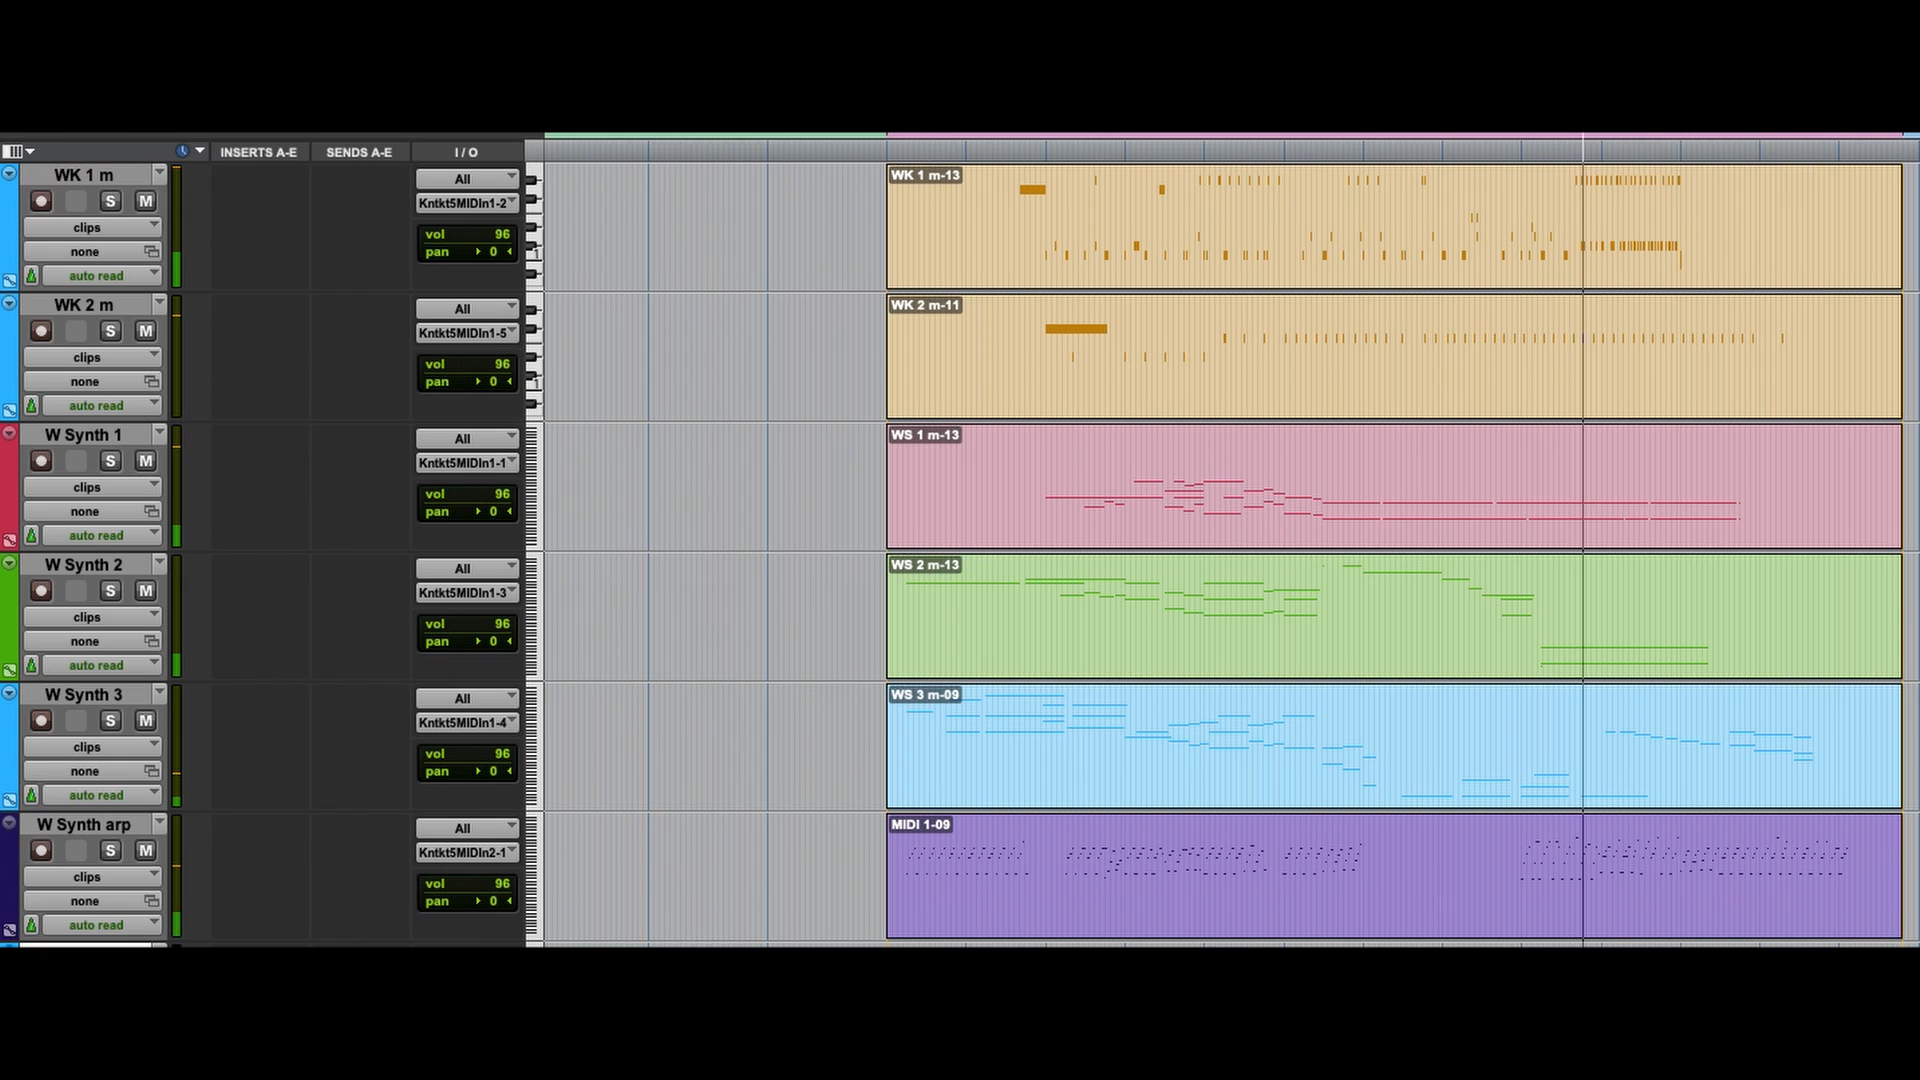 INSERTS A-E SENDS A-E I / O
WK 1 m All WK 1 m-13
S M Kntkt5MIDIn1-2
clips vol 96
none pan 0 1
auto read
WK 2 m All WK 2 m-11
S M Kntkt5MIDIn1-5
clips vol 96
none pan 0 1
auto read
W Synth 1 All WS 1 m-13
S M Kntkt5MIDIn1-1
clips vol 96
none pan 0
auto read
W Synth 2 All WS 2 m-13
S M Kntkt5MIDIn1-3
clips vol 96
none pan 0
auto read
W Synth 3 All WS 3 m-09
S M Kntkt5MIDIn1-4
clips vol 96
none pan 0
auto read
W Synth arp All MIDI 1-09
S M Kntkt5MIDIn2-1
clips vol 96
none pan 0
auto read